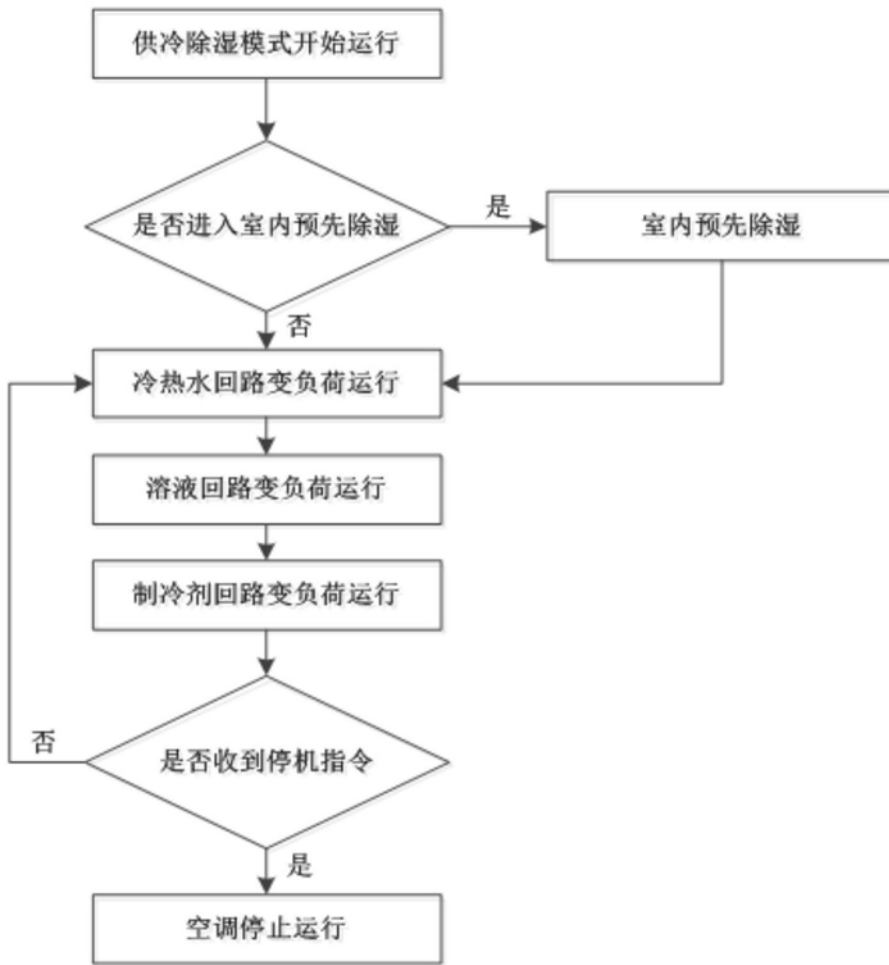 供冷除湿模式开始运行
是否进入室内预先除湿
是
室内预先除湿
否
冷热水回路变负荷运行
溶液回路变负荷运行
制冷剂回路变负荷运行
否
是否收到停机指令
是
空调停止运行